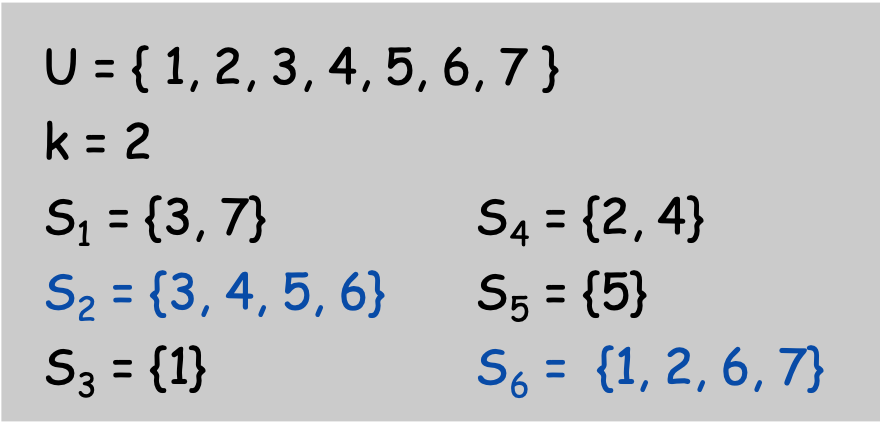 U = { 1, 2, 3, 4, 5, 6, 7 }
k = 2
S₁ = {3, 7} S₄ = {2, 4}
S₂ = {3, 4, 5, 6} S₅ = {5}
S₃ = {1} S₆ = {1, 2, 6, 7}